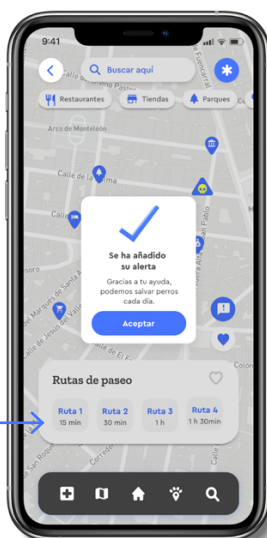 9:41
Buscar aquí
Restaurantes
Tiendas
Parques
Arco de Monteleón
Calle de la Palma
Se ha añadido
su alerta
Gracias a tu ayuda,
podemos salvar perros
cada día.
Aceptar
Rutas de paseo
Ruta 1
15 min
Ruta 2
30 min
Ruta 3
1 h
Ruta 4
1 h 30min